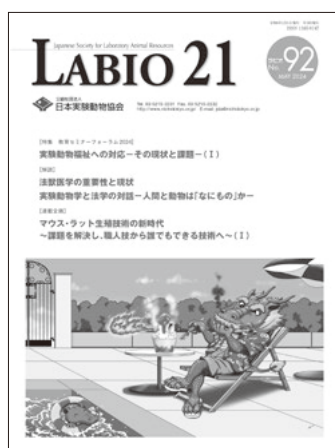 Japanese Society for Laboratory Animal Resources
LABIO 21
No. 92
MAY 2024
公益社団法人
日本実験動物協会
［特集 教育セミナーフォーラム2024］
実験動物福祉への対応－その現状と課題－（Ⅰ）
［解説］
法獣医学の重要性と現状
実験動物学と法学の対話－人間と動物は『なにもの』か－
［連載企画］
マウス・ラット生殖技術の新時代
～課題を解決し、職人技から誰でもできる技術へ～（Ⅰ）